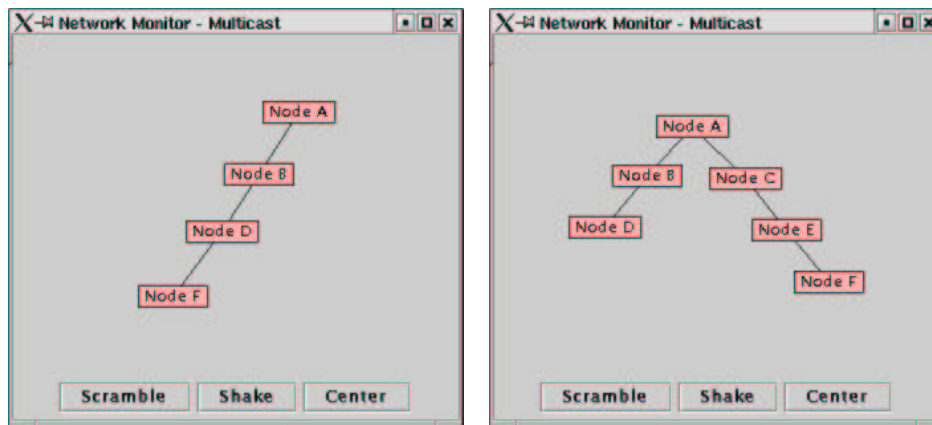 Network Monitor - Multicast
Node A
Node B
Node D
Node F
Scramble Shake Center
Network Monitor - Multicast
Node A
Node B
Node C
Node D
Node E
Node F
Scramble Shake Center